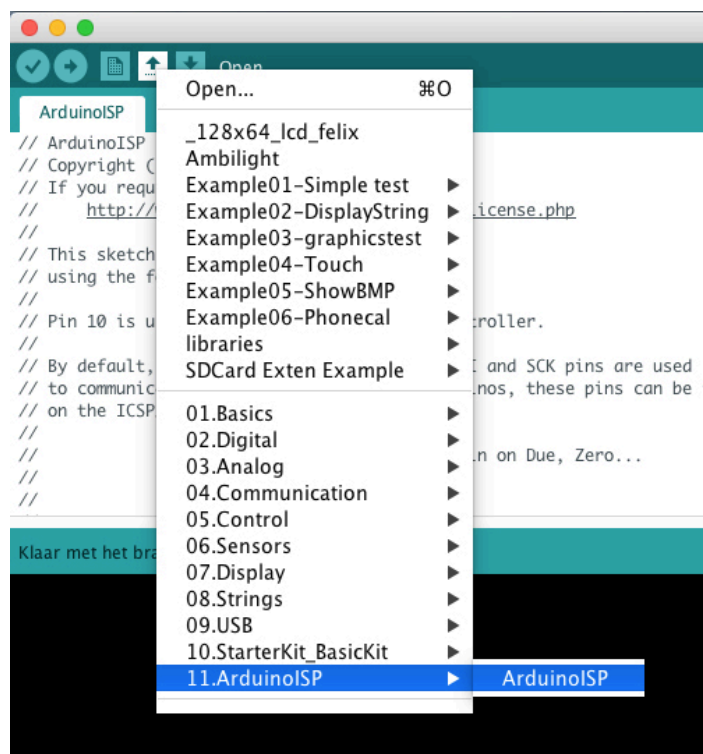 Open
Open... ⌘O
ArduinoISP
_128x64_lcd_felix
Ambilight
Example01-Simple test
Example02-DisplayString
Example03-graphicstest
Example04-Touch
Example05-ShowBMP
Example06-Phonecal
libraries
SDCard Exten Example
01.Basics
02.Digital
03.Analog
04.Communication
05.Control
06.Sensors
07.Display
08.Strings
09.USB
10.StarterKit_BasicKit
11.ArduinoISP
ArduinoISP
// ArduinoISP
// Copyright (
// If you requ
// http://
icense.php
//
// This sketch
// using the f
//
// Pin 10 is u
roller.
//
// By default,
I and SCK pins are used
// to communic
nos, these pins can be
// on the ICSP
//
//
n on Due, Zero...
//
//
Klaar met het bra